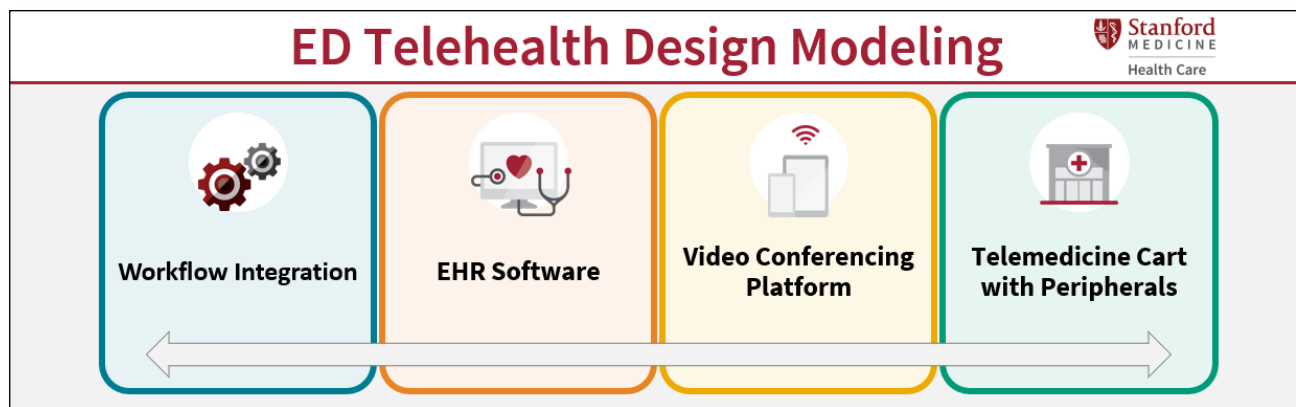 ED Telehealth Design Modeling
Stanford
MEDICINE
Health Care
Workflow Integration
EHR Software
Video Conferencing
Platform
Telemedicine Cart
with Peripherals